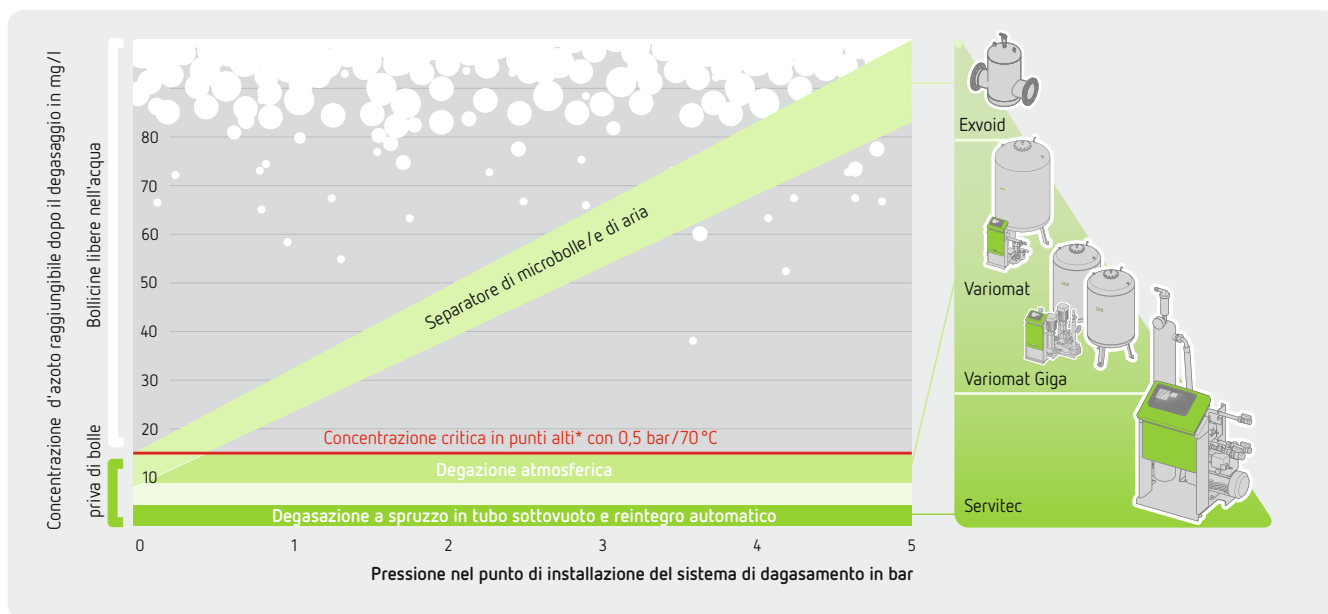 Concentrazione d'azoto raggiungibile dopo il degasaggio in mg/l
Bollicine libere nell'acqua
priva di bolle
80
70
60
50
40
30
20
10
Separatore di microbolle/e di aria
Concentrazione critica in punti alti* con 0,5 bar/70 °C
Degazione atmosferica
Degasazione a spruzzo in tubo sottovuoto e reintegro automatico
0 1 2 3 4 5
Pressione nel punto di installazione del sistema di dagasamento in bar
Exvoid
Variomat
Variomat Giga
Servitec